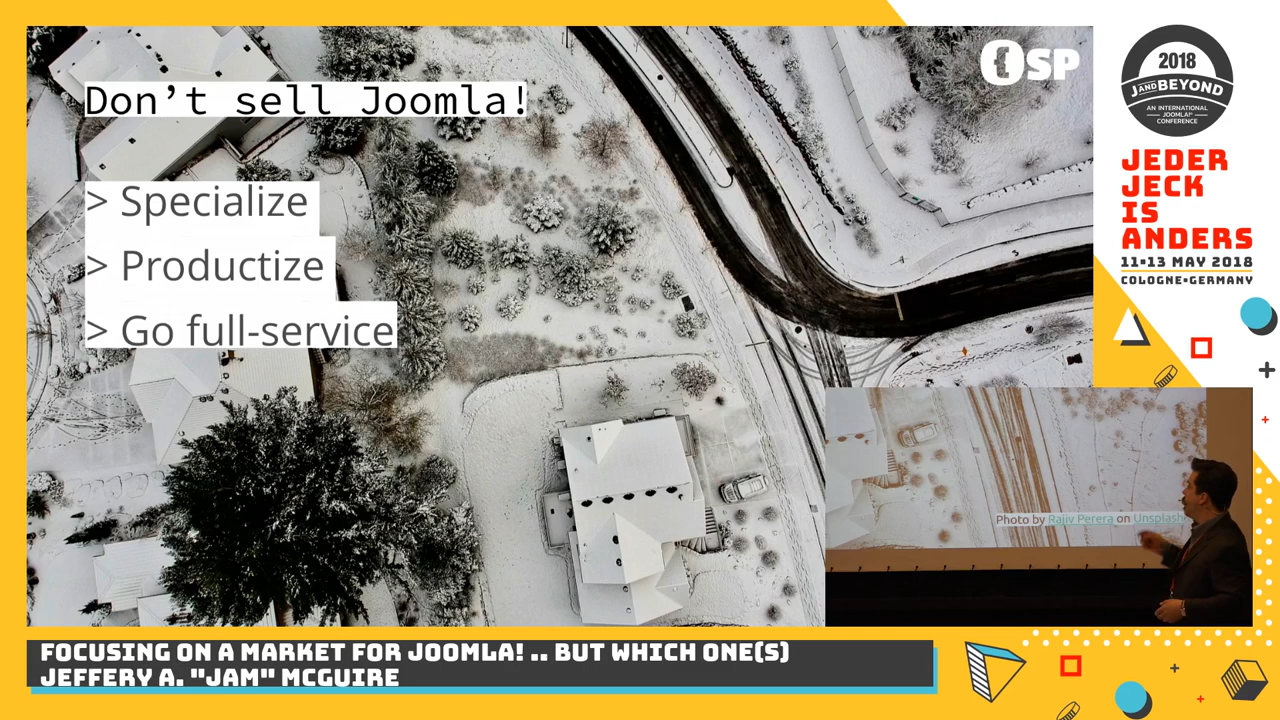 Don't sell Joomla!
> Specialize
> Productize
> Go full-service
OSP
2018
JANDBEYOND
AN INTERNATIONAL
JOOMLA!® CONFERENCE
JEDER
JECK
IS
ANDERS
11-13 MAY 2018
COLOGNE-GERMANY
Photo by Rajiv Perera on Unsplash
FOCUSING ON A MARKET FOR JOOMLA! .. BUT WHICH ONE(S)
JEFFERY A. "JAM" MCGUIRE